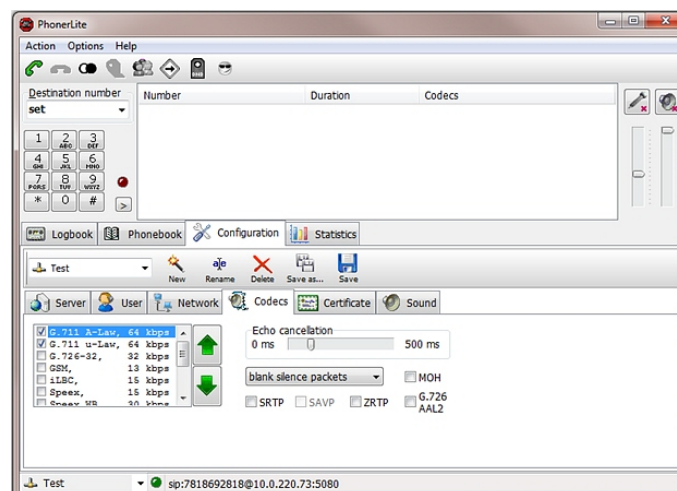 PhonerLite
Action Options Help
Destination number
set
Number Duration Codecs
1 2 ABC 3 DEF
4 GHI 5 JKL 6 MNO
7 PQRS 8 TUV 9 WXYZ
* 0 # >
Logbook Phonebook Configuration Statistics
Test
New Rename Delete Save as... Save
Server User Network Codecs Certificate Sound
G.711 A-Law, 64 kbps
G.711 u-Law, 64 kbps
G.726-32, 32 kbps
GSM, 13 kbps
iLBC, 15 kbps
Speex, 15 kbps
Speex WB 30 kbps
Echo cancellation
0 ms 500 ms
blank silence packets
MOH
SRTP SAVP ZRTP G.726 AAL2
Test sip:7818692818@10.0.220.73:5080